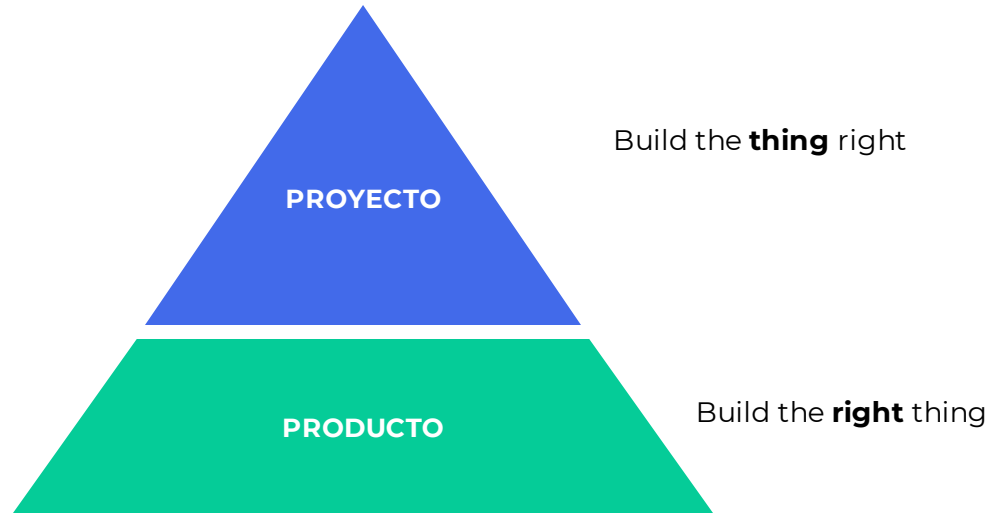 Build the thing right
PROYECTO
Build the right thing
PRODUCTO